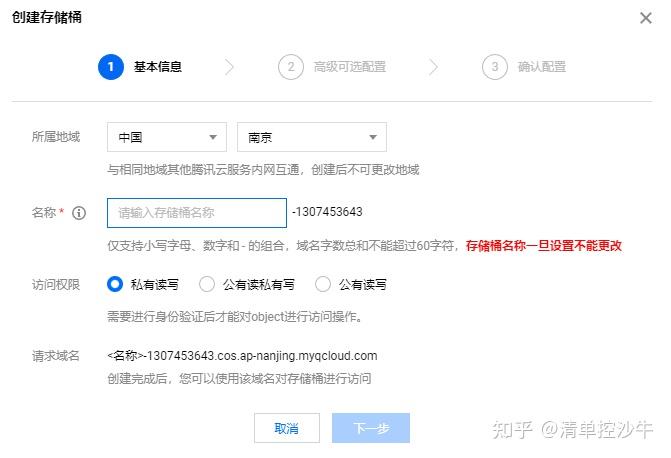 创建存储桶
1 基本信息 2 高级可选配置 3 确认配置
所属地域 中国 南京
与相同地域其他腾讯云服务内网互通，创建后不可更改地域
名称 * 请输入存储桶名称 -1307453643
仅支持小写字母、数字和 - 的组合，域名字数总和不能超过60字符，存储桶名称一旦设置不能更改
访问权限 私有读写 公有读私有写 公有读写
需要进行身份验证后才能对object进行访问操作。
请求域名 <名称>-1307453643.cos.ap-nanjing.myqcloud.com
创建完成后，您可以使用该域名对存储桶进行访问
取消 下一步
知乎 @清单控沙牛